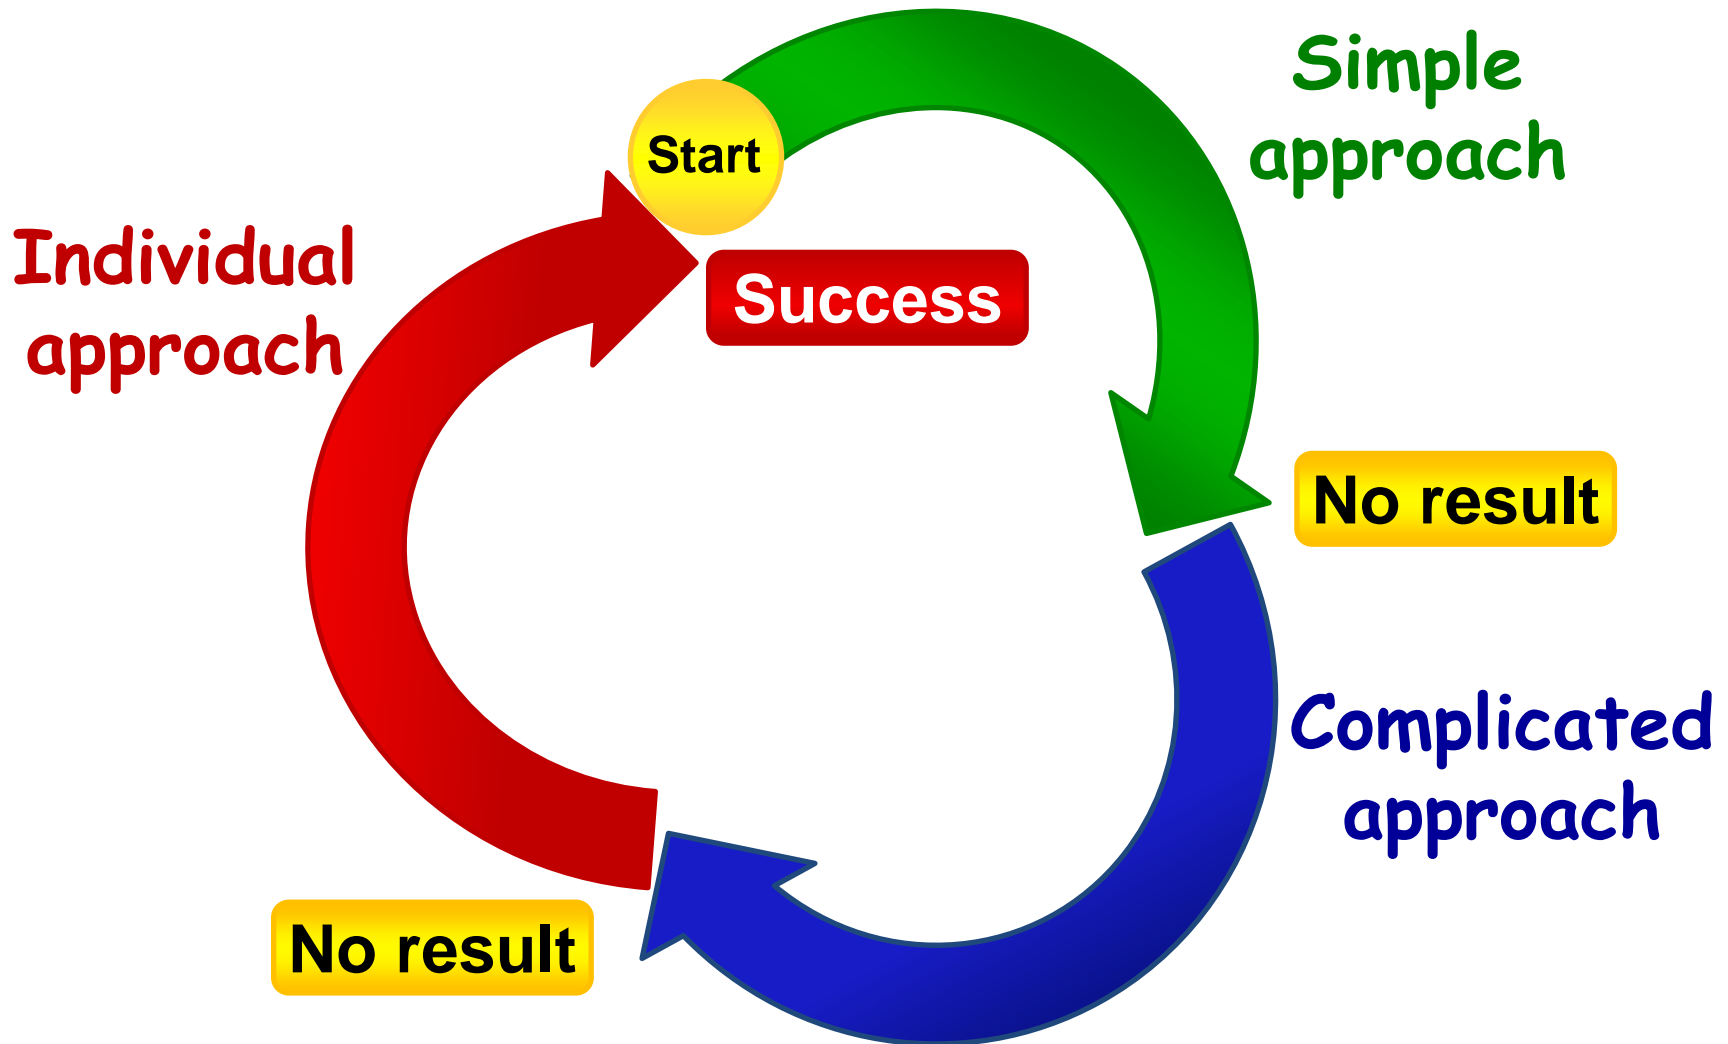 Start
Simple
approach
Success
No result
Complicated
approach
No result
Individual
approach